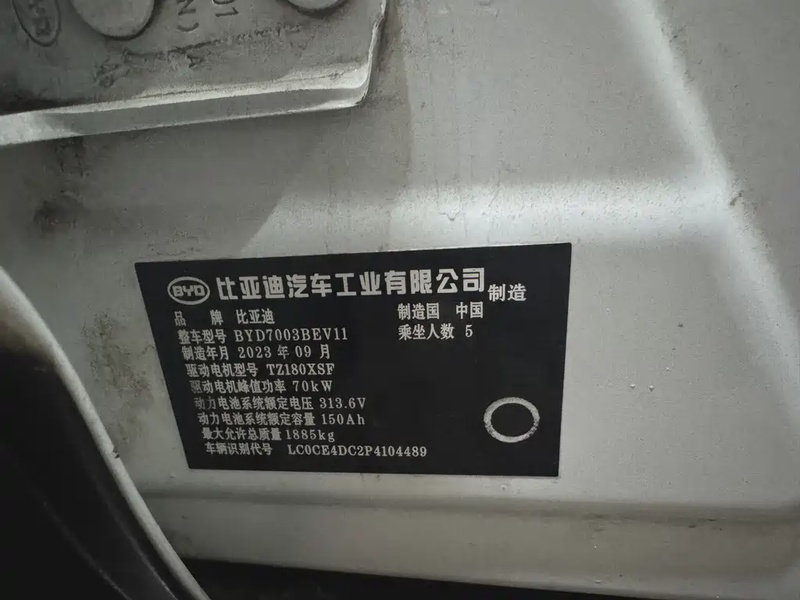 BYD
01
N)
BYD 比亚迪汽车工业有限公司 制造
品 牌 比亚迪 制造国 中国
整车型号 BYD7003BEV11 乘坐人数 5
制造年月 2023 年 09 月
驱动电机型号 TZ180XSF
驱动电机峰值功率 70kW
动力电池系统额定电压 313.6V
动力电池系统额定容量 150Ah
最大允许总质量 1885kg
车辆识别代号 LC0CE4DC2P4104489